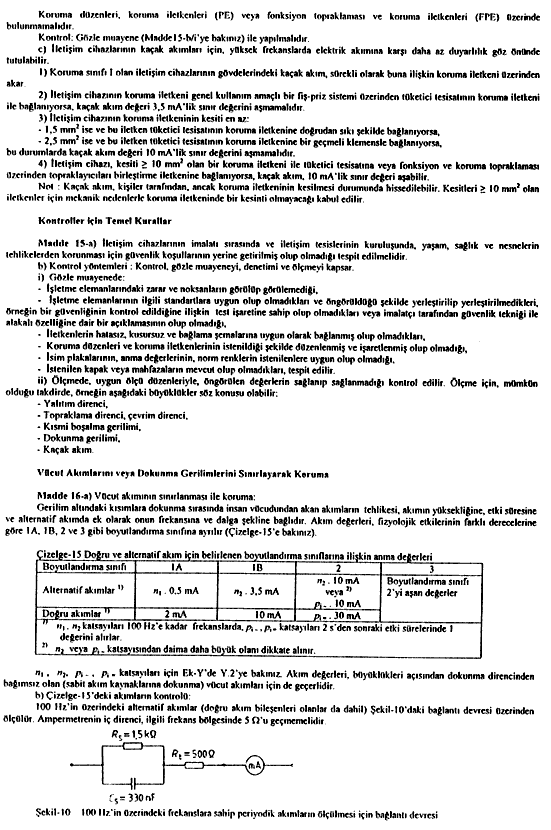 Koruma düzenleri, koruma iletkenleri (PE) veya fonksiyon topraklaması ve koruma iletkenleri (FPE) üzerinde
bulunmamalıdır.
Kontrol: Gözle muayene (Madde15-b/i'ye bakınız) ile yapılmalıdır.
c) İletişim cihazlarının kaçak akımları için, yüksek frekanslarda elektrik akımına karşı daha az duyarlılık göz önünde
tutulabilir.
1) Koruma sınıfı I olan iletişim cihazlarının gövdelerindeki kaçak akım, sürekli olarak buna ilişkin koruma iletkeni üzerinden
akar.
2) İletişim cihazının koruma iletkeni genel kullanım amaçlı bir fiş-priz sistemi üzerinden tüketici tesisatının koruma iletkeni
ile bağlanıyorsa, kaçak akım değeri 3,5 mA'lik sınır değerini aşmamalıdır.
3) İletişim cihazının koruma iletkeninin kesiti en az:
- 1,5 mm² ise ve bu iletken tüketici tesisatının koruma iletkenine doğrudan sıkı şekilde bağlanıyorsa,
- 2,5 mm² ise ve bu iletken tüketici tesisatının koruma iletkenine bir geçmeli klemensle bağlanıyorsa,
bu durumlarda kaçak akım değeri 10 mA'lik sınır değerini aşmamalıdır.
4) İletişim cihazı, kesiti ≥ 10 mm² olan bir koruma iletkeni ile tüketici tesisatına veya fonksiyon ve koruma topraklaması
üzerinden topraklayıcıları birleştirme iletkenine bağlanıyorsa, kaçak akım, 10 mA'lik sınır değeri aşabilir.
Not : Kaçak akım, kişiler tarafından, ancak koruma iletkeninin kesilmesi durumunda hissedilebilir. Kesitleri ≥ 10 mm² olan
iletkenler için mekanik nedenlerle koruma iletkeninde bir kesinti olmayacağı kabul edilir.
Kontroller için Temel Kurallar
Madde 15-a) İletişim cihazlarının imalatı sırasında ve iletişim tesislerinin kuruluşunda, yaşam, sağlık ve nesnelerin
tehlikelerden korunması için güvenlik koşullarının yerine getirilmiş olup olmadığı tespit edilmelidir.
b) Kontrol yöntemleri : Kontrol, gözle muayeneyi, denetimi ve ölçmeyi kapsar.
i) Gözle muayenede:
- İşletme elemanlarındaki zarar ve noksanların görülüp görülmediği,
- İşletme elemanlarının ilgili standartlara uygun olup olmadıkları ve öngörüldüğü şekilde yerleştirilip yerleştirilmedikleri,
örneğin bir güvenliğinin kontrol edildiğine ilişkin test işaretine sahip olup olmadıkları veya imalatçı tarafından güvenlik tekniği ile
alakalı özelliğine dair bir açıklamasının olup olmadığı,
- İletkenlerin hatasız, kusursuz ve bağlama şemalarına uygun olarak bağlanmış olup olmadıkları,
- Koruma düzenleri ve koruma iletkenlerinin istenildiği şekilde düzenlenmiş ve işaretlenmiş olup olmadığı,
- İsim plakalarının, anma değerlerinin, norm renklerin istenilenlere uygun olup olmadığı,
- İstenilen kapak veya mahfazaların mevcut olup olmadıkları, tespit edilir.
ii) Ölçmede, uygun ölçü düzenleriyle, öngörülen değerlerin sağlanıp sağlanmadığı kontrol edilir. Ölçme için, mümkün
olduğu takdirde, örneğin aşağıdaki büyüklükler söz konusu olabilir:
- Yalıtım direnci,
- Topraklama direnci, çevrim direnci,
- Kısmi boşalma gerilimi,
- Dokunma gerilimi,
- Kaçak akım.
Vücut Akımlarını veya Dokunma Gerilimlerini Sınırlayarak Koruma
Madde 16-a) Vücut akımının sınırlanması ile koruma:
Gerilim altındaki kısımlara dokunma sırasında insan vücudundan akan akımların tehlikesi, akımın yüksekliğine, etki süresine
ve alternatif akımda ek olarak onun frekansına ve dalga şekline bağlıdır. Akım değerleri, fizyolojik etkilerinin farklı derecelerine
göre 1A, 1B, 2 ve 3 gibi boyutlandırma sınıfına ayrılır (Çizelge-15'e bakınız).
Çizelge-15 Doğru ve alternatif akım için belirlenen boyutlandırma sınıflarına ilişkin anma değerleri
Boyutlandırma sınıfı 1A 1B 2 3
Alternatif akımlar ¹⁾ n₁ . 0,5 mA n₂ . 3,5 mA n₂ . 10 mA veya ²⁾ p₁~ . 10 mA Boyutlandırma sınıfı 2'yi aşan değerler
Doğru akımlar ¹⁾ 2 mA 10 mA p₁= . 30 mA
¹⁾ n₁ , n₂ katsayıları 100 Hz'e kadar frekanslarda, p₁~ , p₁= katsayıları 2 s'den sonraki etki sürelerinde 1
değerini alırlar.
²⁾ n₂ veya p₁~ katsayısından daima daha büyük olanı dikkate alınır.
n₁ , n₂, p₁~ , p₁= katsayıları için Ek-Y'de Y.2'ye bakınız. Akım değerleri, büyüklükleri açısından dokunma direncinden
bağımsız olan (sabit akım kaynaklarına dokunma) vücut akımları için de geçerlidir.
b) Çizelge-15'deki akımların kontrolü:
100 Hz'in üzerindeki alternatif akımlar (doğru akım bileşenleri olanlar da dahil) Şekil-10'daki bağlantı devresi üzerinden
ölçülür. Ampermetrenin iç direnci, ilgili frekans bölgesinde 5 Ω'u geçmemelidir.
Rs = 1,5 kΩ
Rt = 500Ω
mA
Cs = 330 nF
Şekil-10 100 Hz'in üzerindeki frekanslara sahip periyodik akımların ölçülmesi için bağlantı devresi